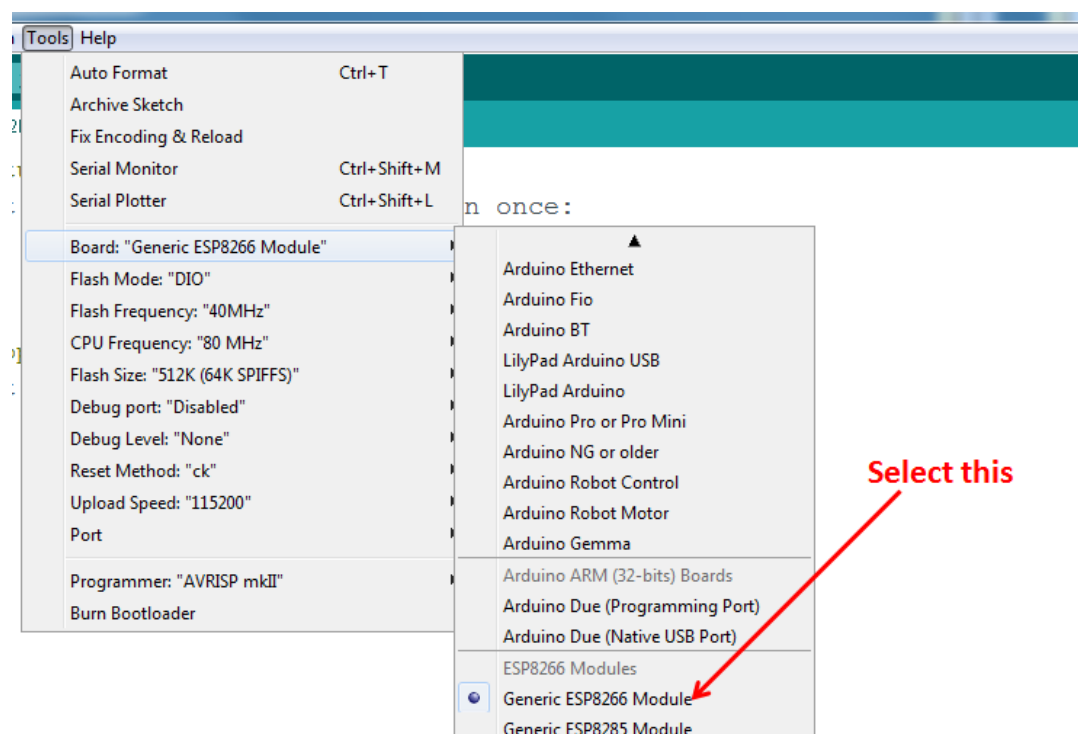 Tools Help
Auto Format Ctrl+T
Archive Sketch
Fix Encoding & Reload
Serial Monitor Ctrl+Shift+M
Serial Plotter Ctrl+Shift+L
n once:
Board: "Generic ESP8266 Module"
Flash Mode: "DIO"
Flash Frequency: "40MHz"
CPU Frequency: "80 MHz"
Flash Size: "512K (64K SPIFFS)"
Debug port: "Disabled"
Debug Level: "None"
Reset Method: "ck"
Upload Speed: "115200"
Port
Programmer: "AVRISP mkII"
Burn Bootloader
Arduino Ethernet
Arduino Fio
Arduino BT
LilyPad Arduino USB
LilyPad Arduino
Arduino Pro or Pro Mini
Arduino NG or older
Arduino Robot Control
Arduino Robot Motor
Arduino Gemma
Arduino ARM (32-bits) Boards
Arduino Due (Programming Port)
Arduino Due (Native USB Port)
ESP8266 Modules
Generic ESP8266 Module
Generic ESP8285 Module
Select this